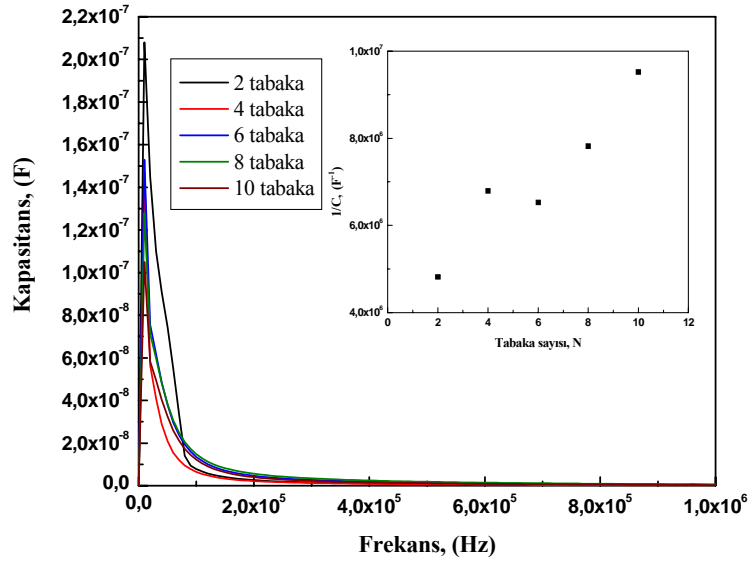 2,2x10⁻⁷
2,0x10⁻⁷
1,8x10⁻⁷
1,6x10⁻⁷
1,4x10⁻⁷
1,2x10⁻⁷
1,0x10⁻⁷
8,0x10⁻⁸
6,0x10⁻⁸
4,0x10⁻⁸
2,0x10⁻⁸
0,0
Kapasitans, (F)
2 tabaka
4 tabaka
6 tabaka
8 tabaka
10 tabaka
1,0x10⁷
8,0x10⁶
6,0x10⁶
4,0x10⁶
1/C, (F⁻¹)
0 2 4 6 8 10 12
Tabaka sayısı, N
0,0 2,0x10⁵ 4,0x10⁵ 6,0x10⁵ 8,0x10⁵ 1,0x10⁶
Frekans, (Hz)